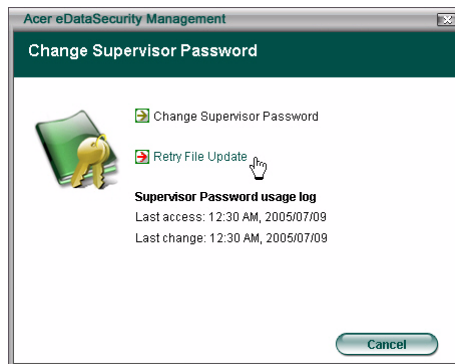 Acer eDataSecurity Management
Change Supervisor Password
Change Supervisor Password
Retry File Update
Supervisor Password usage log
Last access: 12:30 AM, 2005/07/09
Last change: 12:30 AM, 2005/07/09
Cancel